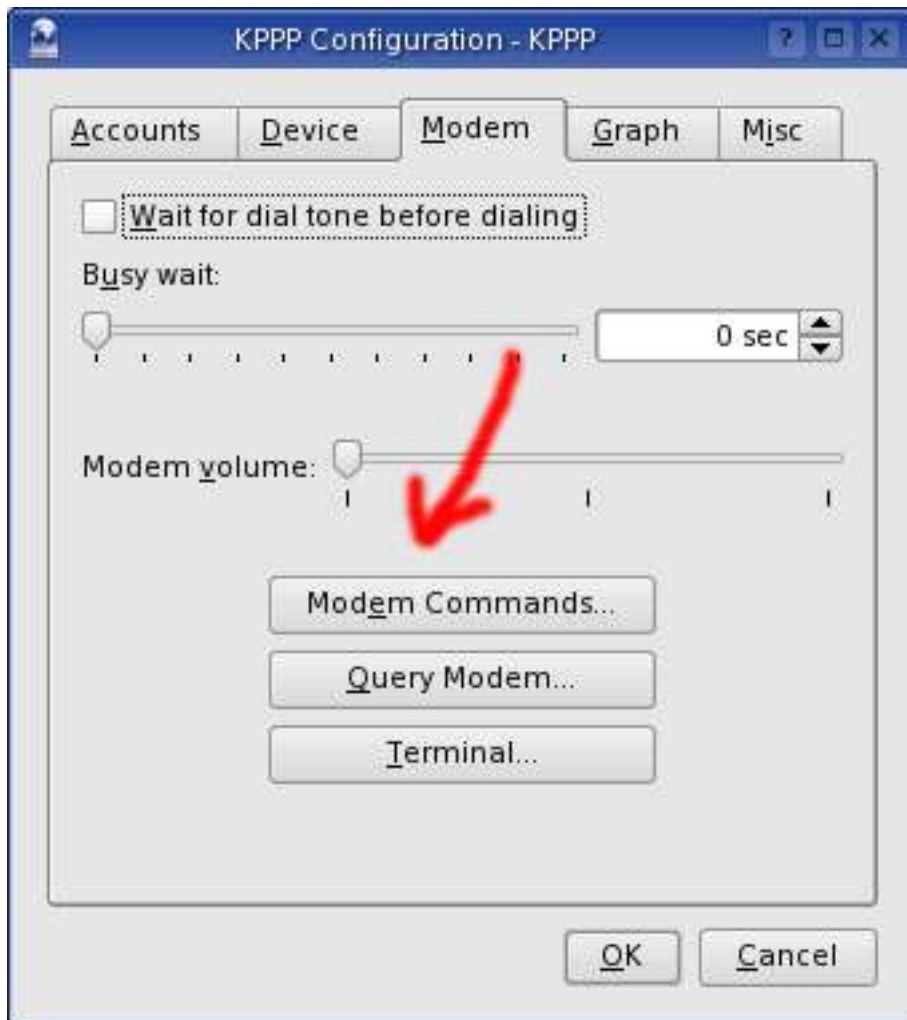 KPPP Configuration - KPPP
?
Accounts Device Modem Graph Misc
Wait for dial tone before dialing
Busy wait:
0 sec
Modem volume:
Modem Commands...
Query Modem...
Terminal...
OK Cancel